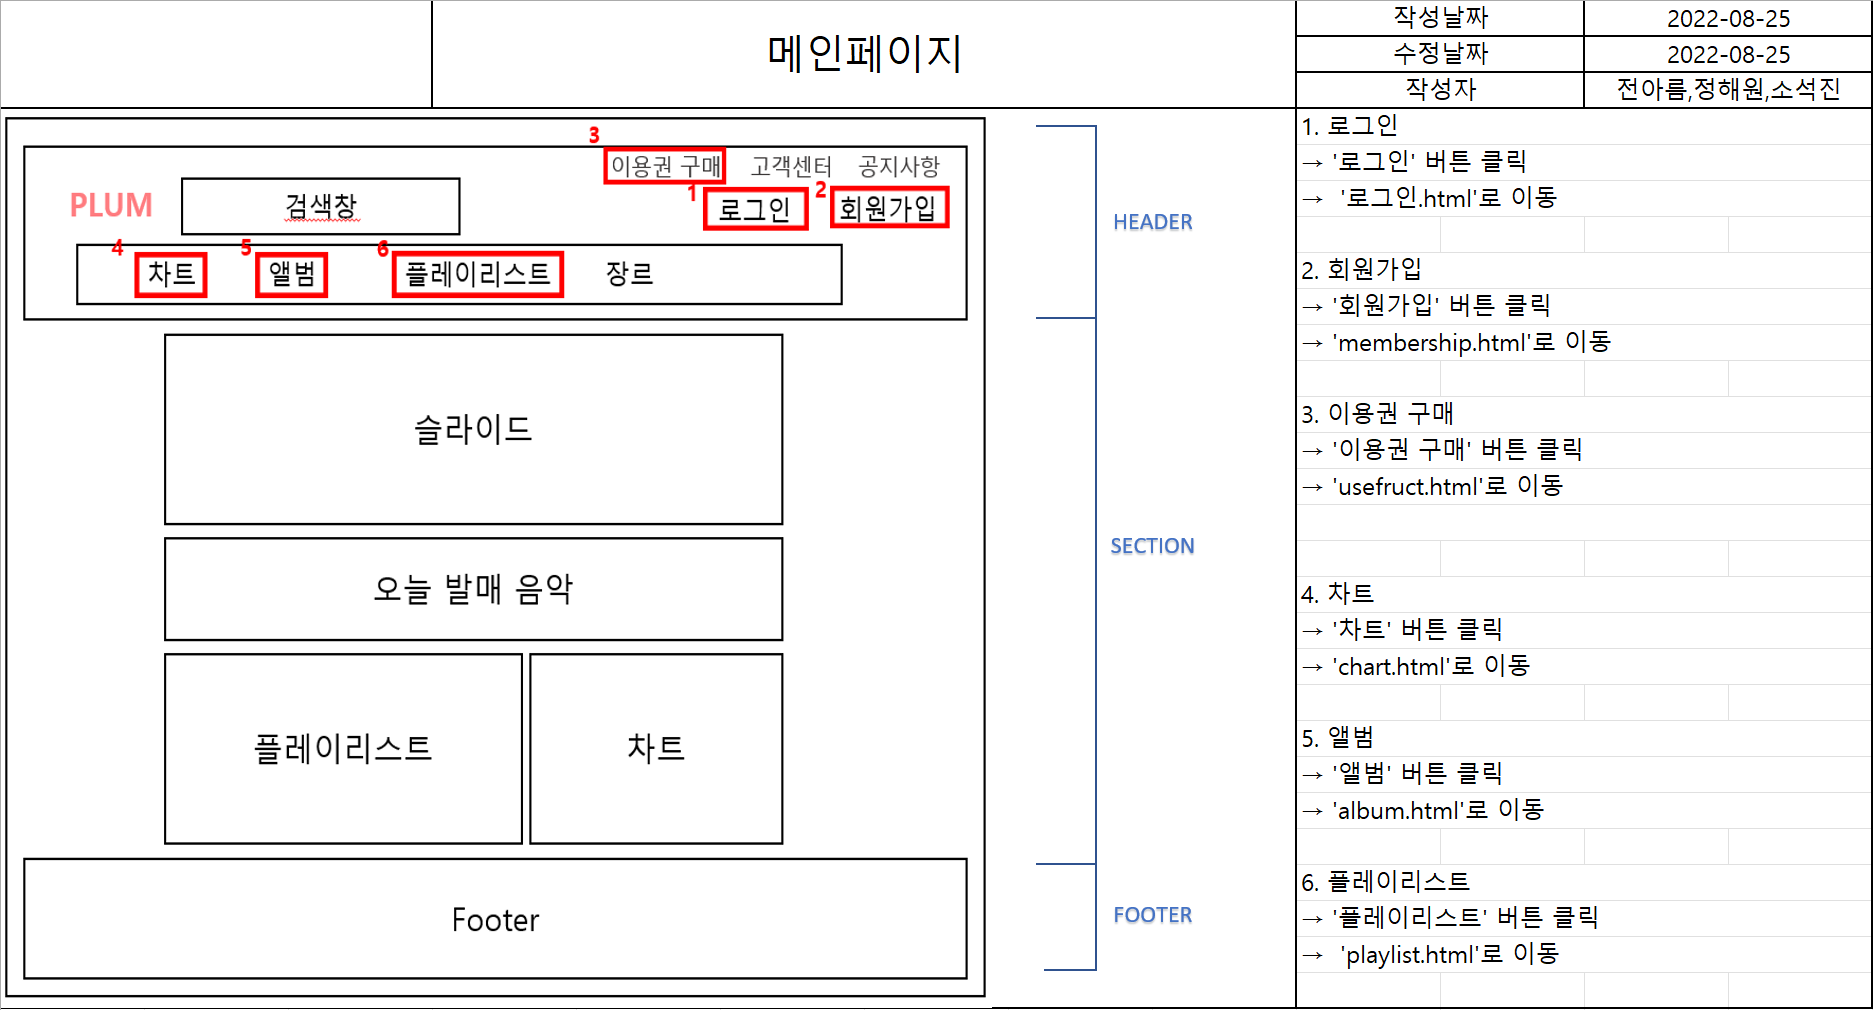 메인페이지
작성날짜 2022-08-25
수정날짜 2022-08-25
작성자 전아름,정해원,소석진
3
이용권 구매 고객센터 공지사항
PLUM 검색창 1 로그인 2 회원가입
4 차트 5 앨범 6 플레이리스트 장르
슬라이드
오늘 발매 음악
플레이리스트 차트
Footer
HEADER
SECTION
FOOTER
1. 로그인
→ '로그인' 버튼 클릭
→ '로그인.html'로 이동
2. 회원가입
→ '회원가입' 버튼 클릭
→ 'membership.html'로 이동
3. 이용권 구매
→ '이용권 구매' 버튼 클릭
→ 'usefruct.html'로 이동
4. 차트
→ '차트' 버튼 클릭
→ 'chart.html'로 이동
5. 앨범
→ '앨범' 버튼 클릭
→ 'album.html'로 이동
6. 플레이리스트
→ '플레이리스트' 버튼 클릭
→ 'playlist.html'로 이동